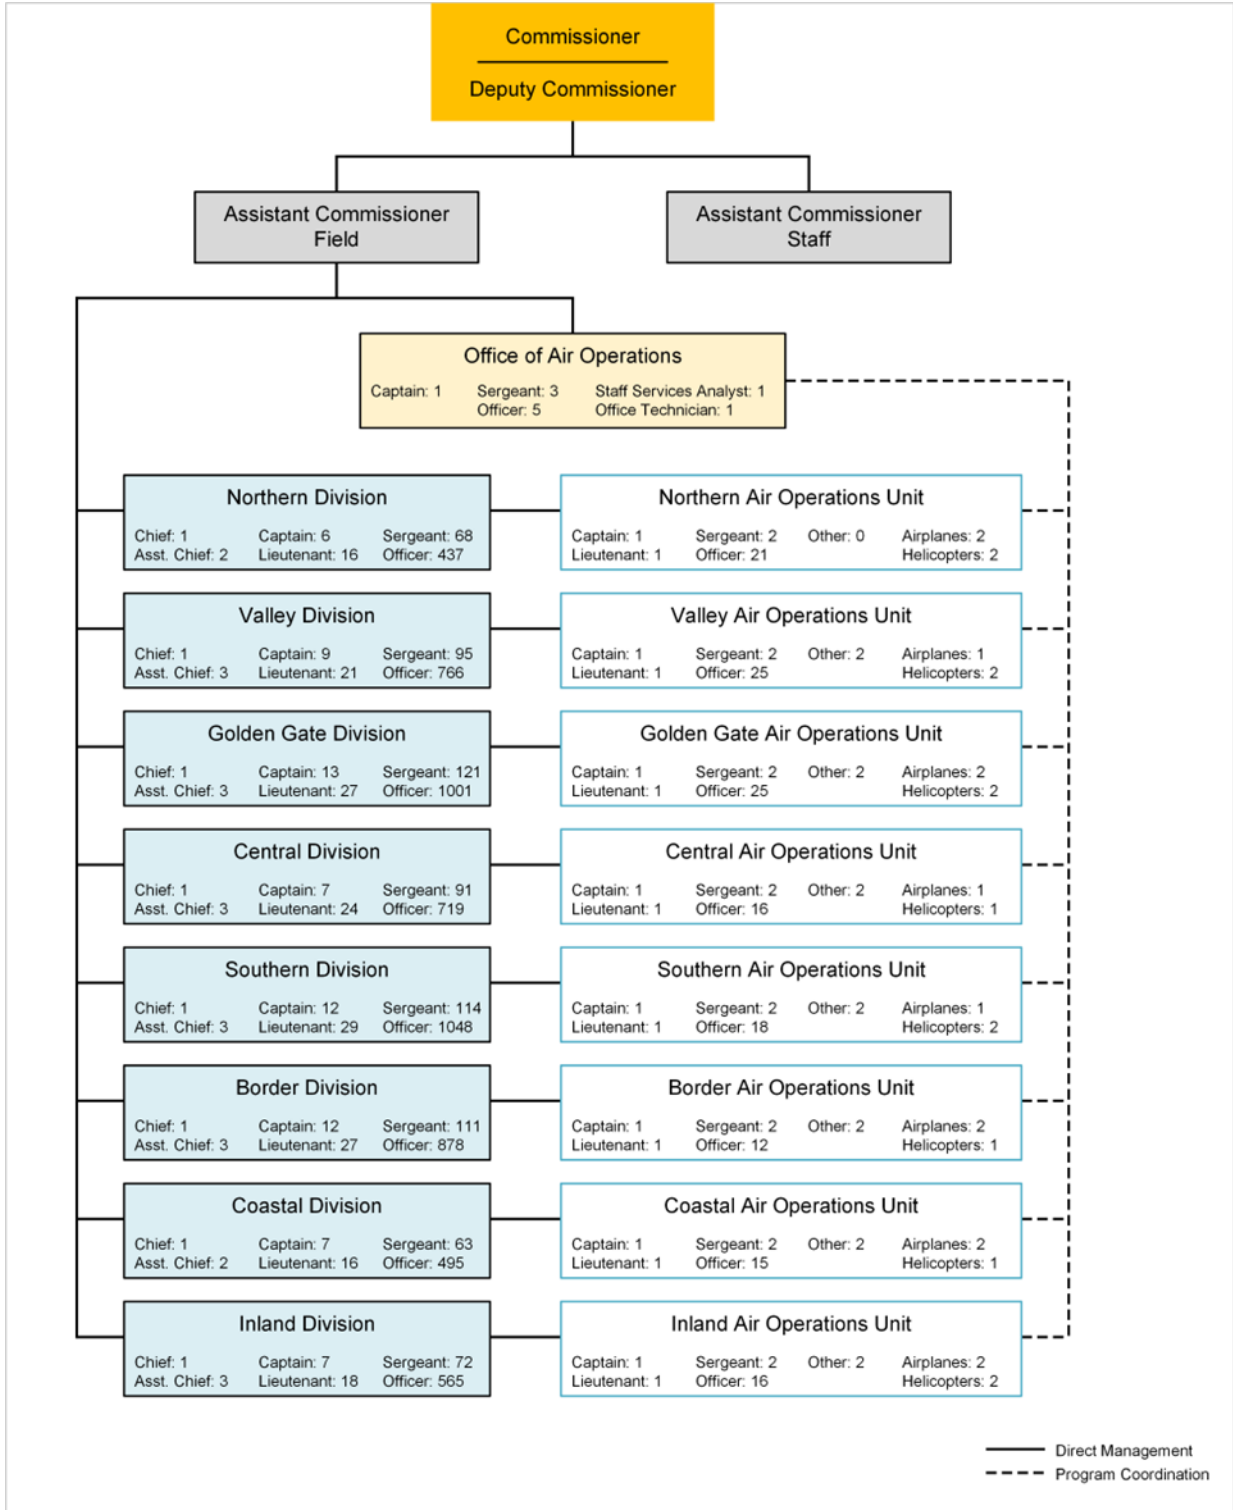 Commissioner
Deputy Commissioner
Assistant Commissioner
Field
Assistant Commissioner
Staff
Office of Air Operations
Captain: 1 Sergeant: 3 Staff Services Analyst: 1
Officer: 5 Office Technician: 1
Northern Division
Chief: 1 Captain: 6 Sergeant: 68
Asst. Chief: 2 Lieutenant: 16 Officer: 437
Northern Air Operations Unit
Captain: 1 Sergeant: 2 Other: 0 Airplanes: 2
Lieutenant: 1 Officer: 21 Helicopters: 2
Valley Division
Chief: 1 Captain: 9 Sergeant: 95
Asst. Chief: 3 Lieutenant: 21 Officer: 766
Valley Air Operations Unit
Captain: 1 Sergeant: 2 Other: 2 Airplanes: 1
Lieutenant: 1 Officer: 25 Helicopters: 2
Golden Gate Division
Chief: 1 Captain: 13 Sergeant: 121
Asst. Chief: 3 Lieutenant: 27 Officer: 1001
Golden Gate Air Operations Unit
Captain: 1 Sergeant: 2 Other: 2 Airplanes: 2
Lieutenant: 1 Officer: 25 Helicopters: 2
Central Division
Chief: 1 Captain: 7 Sergeant: 91
Asst. Chief: 3 Lieutenant: 24 Officer: 719
Central Air Operations Unit
Captain: 1 Sergeant: 2 Other: 2 Airplanes: 1
Lieutenant: 1 Officer: 16 Helicopters: 1
Southern Division
Chief: 1 Captain: 12 Sergeant: 114
Asst. Chief: 3 Lieutenant: 29 Officer: 1048
Southern Air Operations Unit
Captain: 1 Sergeant: 2 Other: 2 Airplanes: 1
Lieutenant: 1 Officer: 18 Helicopters: 2
Border Division
Chief: 1 Captain: 12 Sergeant: 111
Asst. Chief: 3 Lieutenant: 27 Officer: 878
Border Air Operations Unit
Captain: 1 Sergeant: 2 Other: 2 Airplanes: 2
Lieutenant: 1 Officer: 12 Helicopters: 1
Coastal Division
Chief: 1 Captain: 7 Sergeant: 63
Asst. Chief: 2 Lieutenant: 16 Officer: 495
Coastal Air Operations Unit
Captain: 1 Sergeant: 2 Other: 2 Airplanes: 2
Lieutenant: 1 Officer: 15 Helicopters: 1
Inland Division
Chief: 1 Captain: 7 Sergeant: 72
Asst. Chief: 3 Lieutenant: 18 Officer: 565
Inland Air Operations Unit
Captain: 1 Sergeant: 2 Other: 2 Airplanes: 2
Lieutenant: 1 Officer: 16 Helicopters: 2
Direct Management
Program Coordination